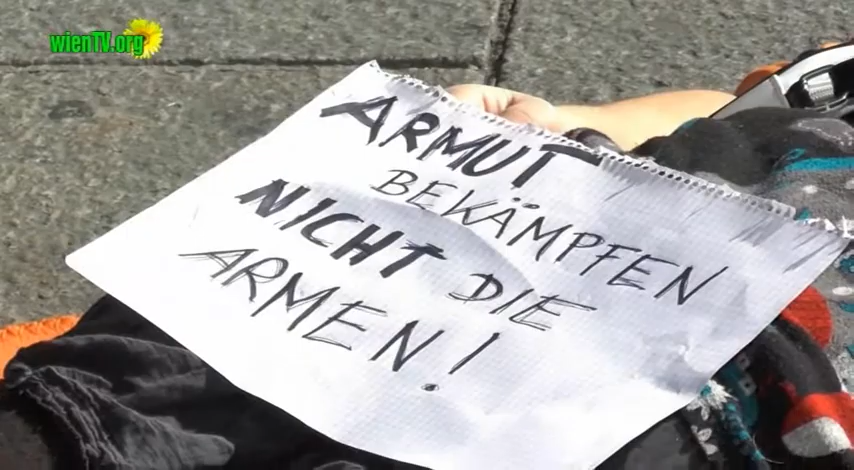 wienTV.org
ARMUT
BEKÄMPFEN
NICHT DIE
ARMEN!